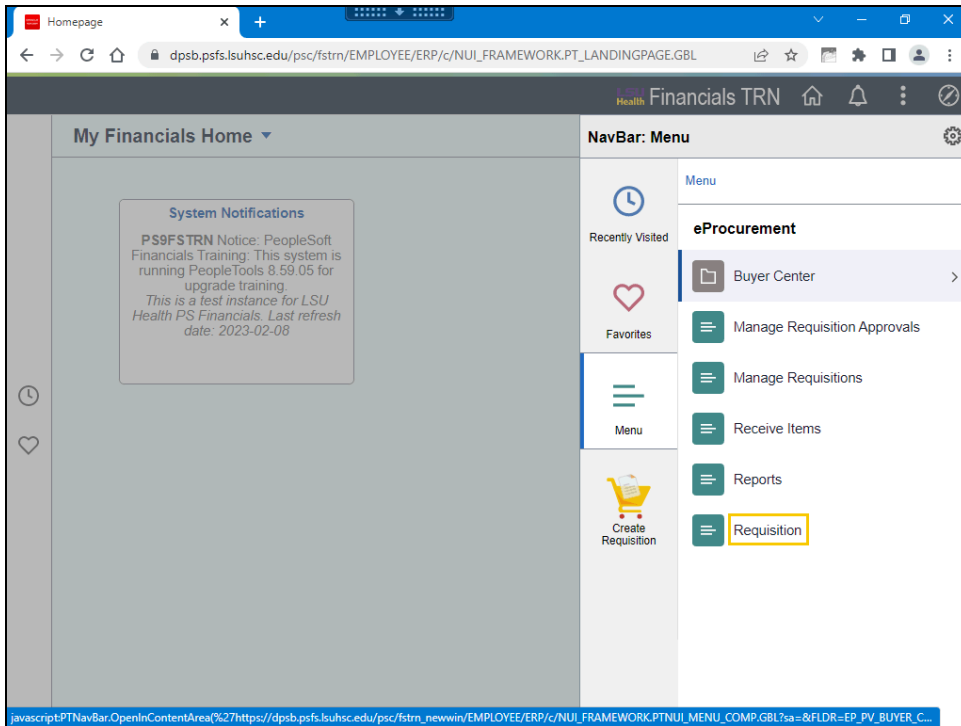 Homepage
dpsb.psfs.lsuhsc.edu/psc/fstrn/EMPLOYEE/ERP/c/NUI_FRAMEWORK.PT_LANDINGPAGE.GBL
LSU Health Financials TRN
My Financials Home
NavBar: Menu
System Notifications
PS9FSTRN Notice: PeopleSoft
Financials Training: This system is
running PeopleTools 8.59.05 for
upgrade training.
This is a test instance for LSU
Health PS Financials. Last refresh
date: 2023-02-08
Recently Visited
Favorites
Menu
Create
Requisition
Menu
eProcurement
Buyer Center
Manage Requisition Approvals
Manage Requisitions
Receive Items
Reports
Requisition
javascript:PTNavBar.OpenInContentArea(%27https://dpsb.psfs.lsuhsc.edu/psc/fstrn_newwin/EMPLOYEE/ERP/c/NUI_FRAMEWORK.PTNUI_MENU_COMP.GBL?sa=&FLDR=EP_PV_BUYER_C...